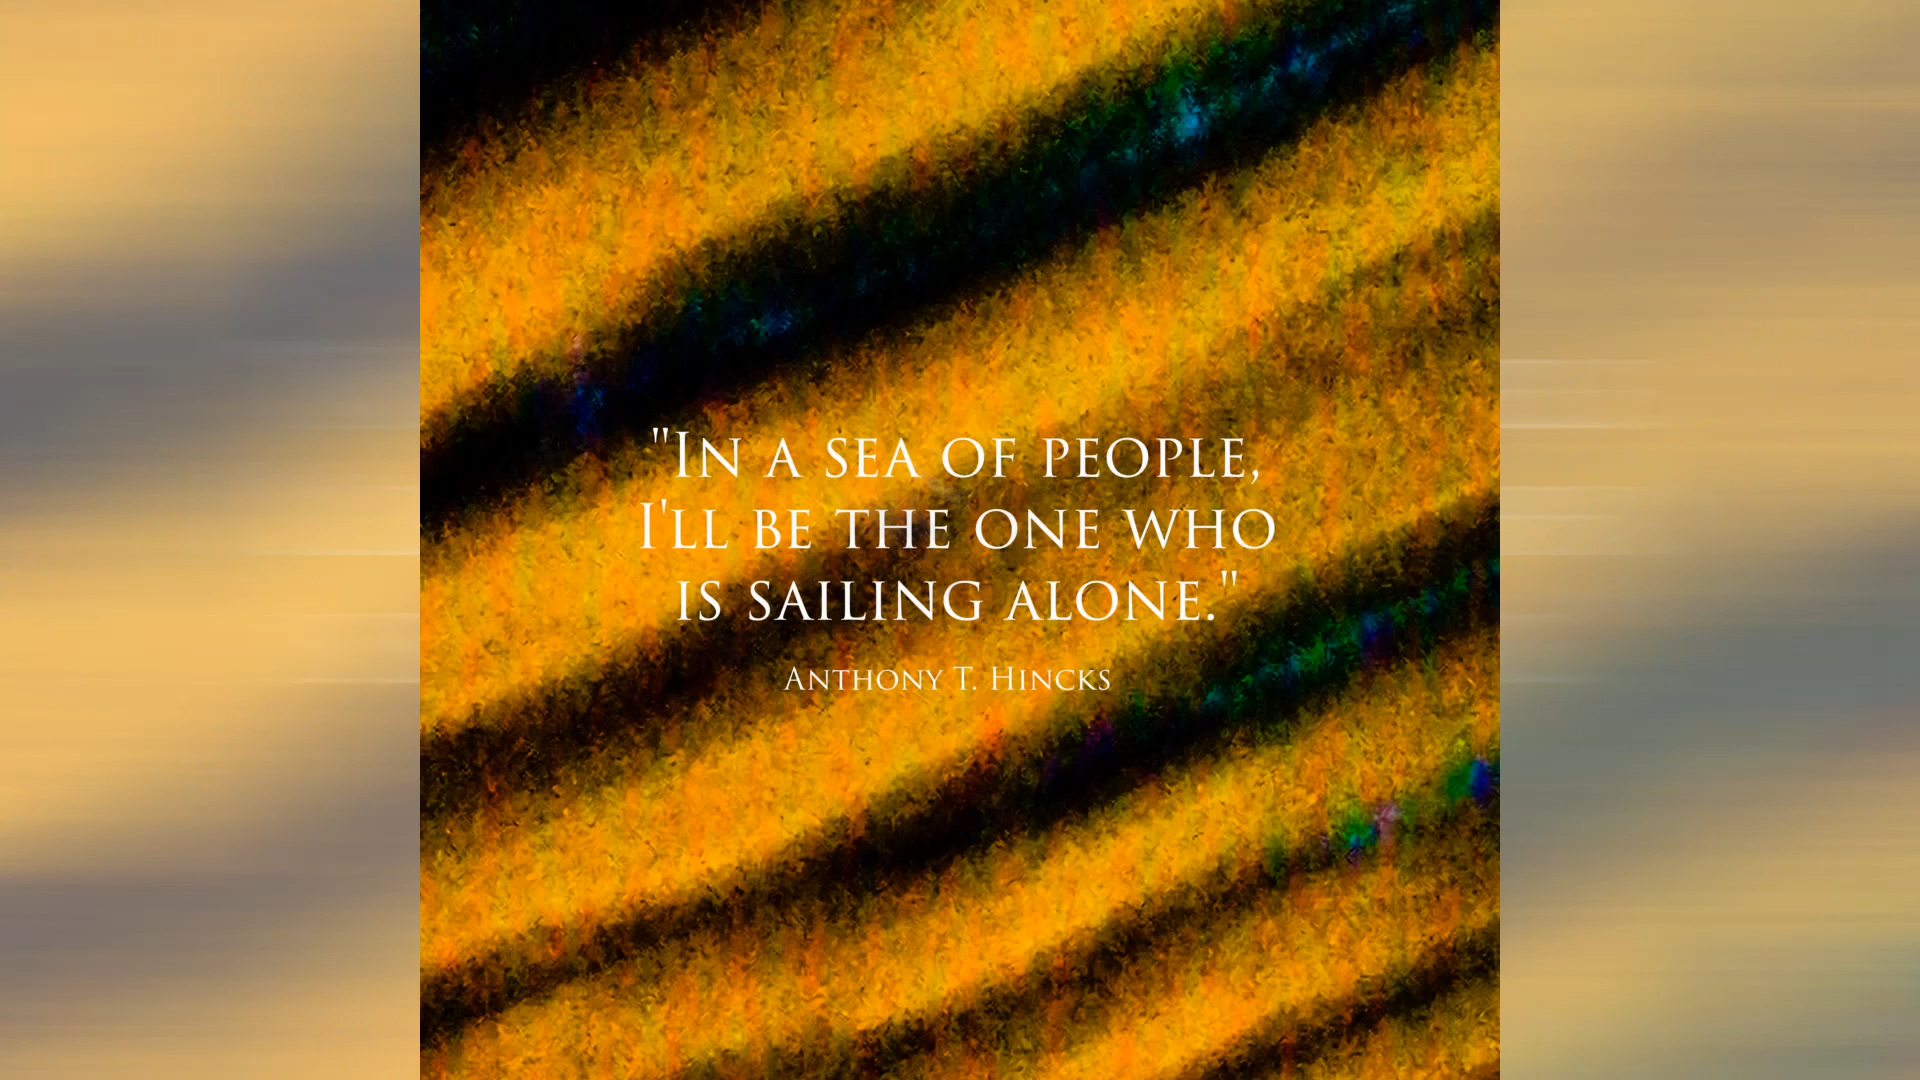 "In a sea of people,
I'll be the one who
is sailing alone."
Anthony T. Hincks